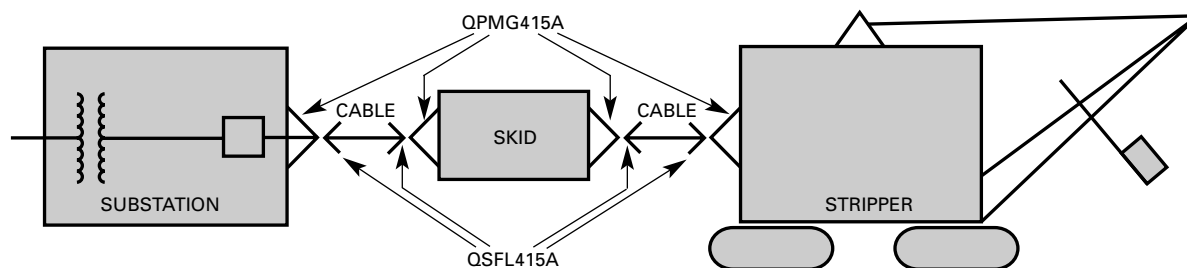 QPMG415A
CABLE
CABLE
SKID
SUBSTATION
STRIPPER
QSFL415A